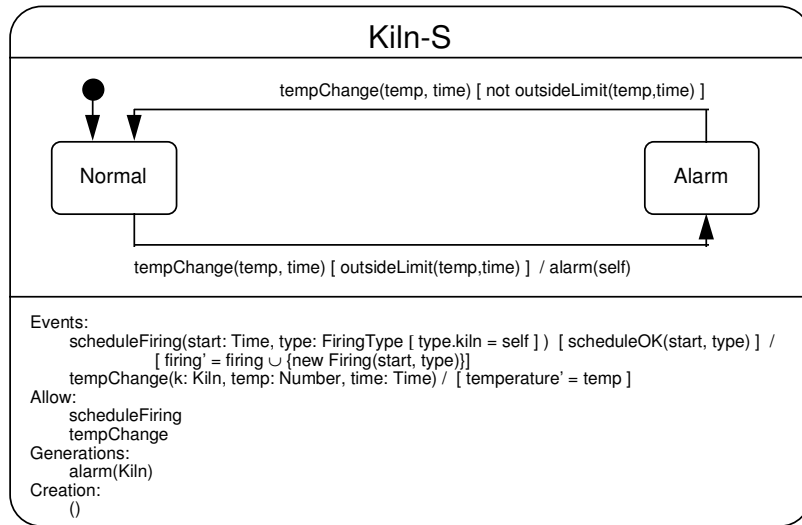 Kiln-S
tempChange(temp, time) [ not outsideLimit(temp,time) ]
Normal
Alarm
tempChange(temp, time) [ outsideLimit(temp,time) ] / alarm(self)
Events:
scheduleFiring(start: Time, type: FiringType [ type.kiln = self ] ) [ scheduleOK(start, type) ] /
[ firing' = firing ∪ {new Firing(start, type)}]
tempChange(k: Kiln, temp: Number, time: Time) / [ temperature' = temp ]
Allow:
scheduleFiring
tempChange
Generations:
alarm(Kiln)
Creation:
()